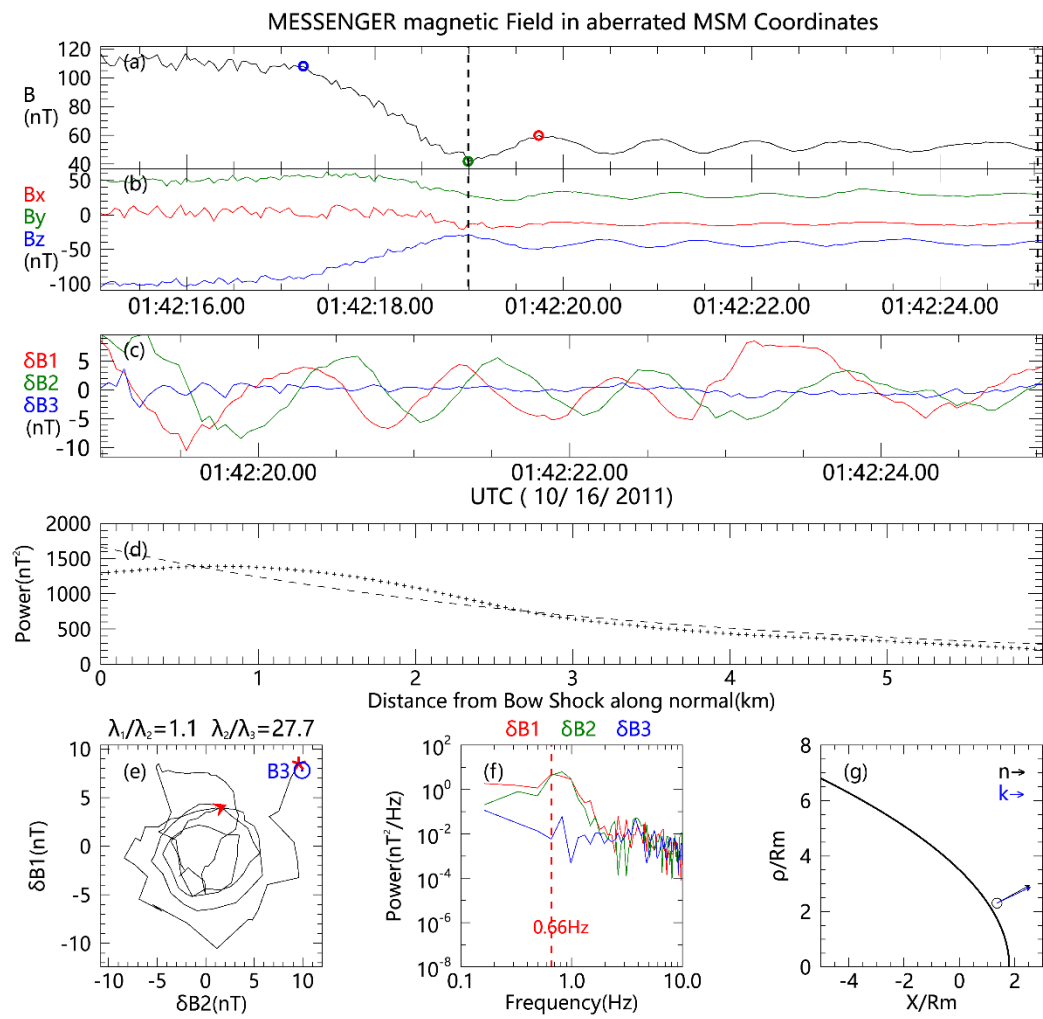 MESSENGER magnetic Field in aberrated MSM Coordinates
(a)
B
(nT)
120
100
80
60
40
(b)
Bx
By
Bz
(nT)
50
0
-50
-100
01:42:16.00 01:42:18.00 01:42:20.00 01:42:22.00 01:42:24.00
(c)
δB1
δB2
δB3
(nT)
5
0
-5
-10
01:42:20.00 01:42:22.00 01:42:24.00
UTC ( 10/ 16/ 2011)
(d)
Power(nT²)
2000
1500
1000
500
0
0 1 2 3 4 5
Distance from Bow Shock along normal(km)
λ₁/λ₂=1.1 λ₂/λ₃=27.7
(e)
B3
δB1(nT)
10
5
0
-5
-10
-10 -5 0 5 10
δB2(nT)
δB1 δB2 δB3
(f)
Power(nT²/Hz)
10²
10⁰
10⁻²
10⁻⁴
10⁻⁶
10⁻⁸
0.66Hz
0.1 1.0 10.0
Frequency(Hz)
(g)
n→
k→
ρ/Rm
8
6
4
2
0
-4 -2 0 2
X/Rm